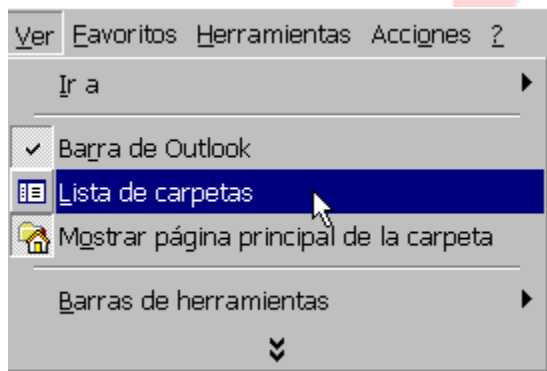 Ver Favoritos Herramientas Acciones ?
Ir a
Barra de Outlook
Lista de carpetas
Mostrar página principal de la carpeta
Barras de herramientas